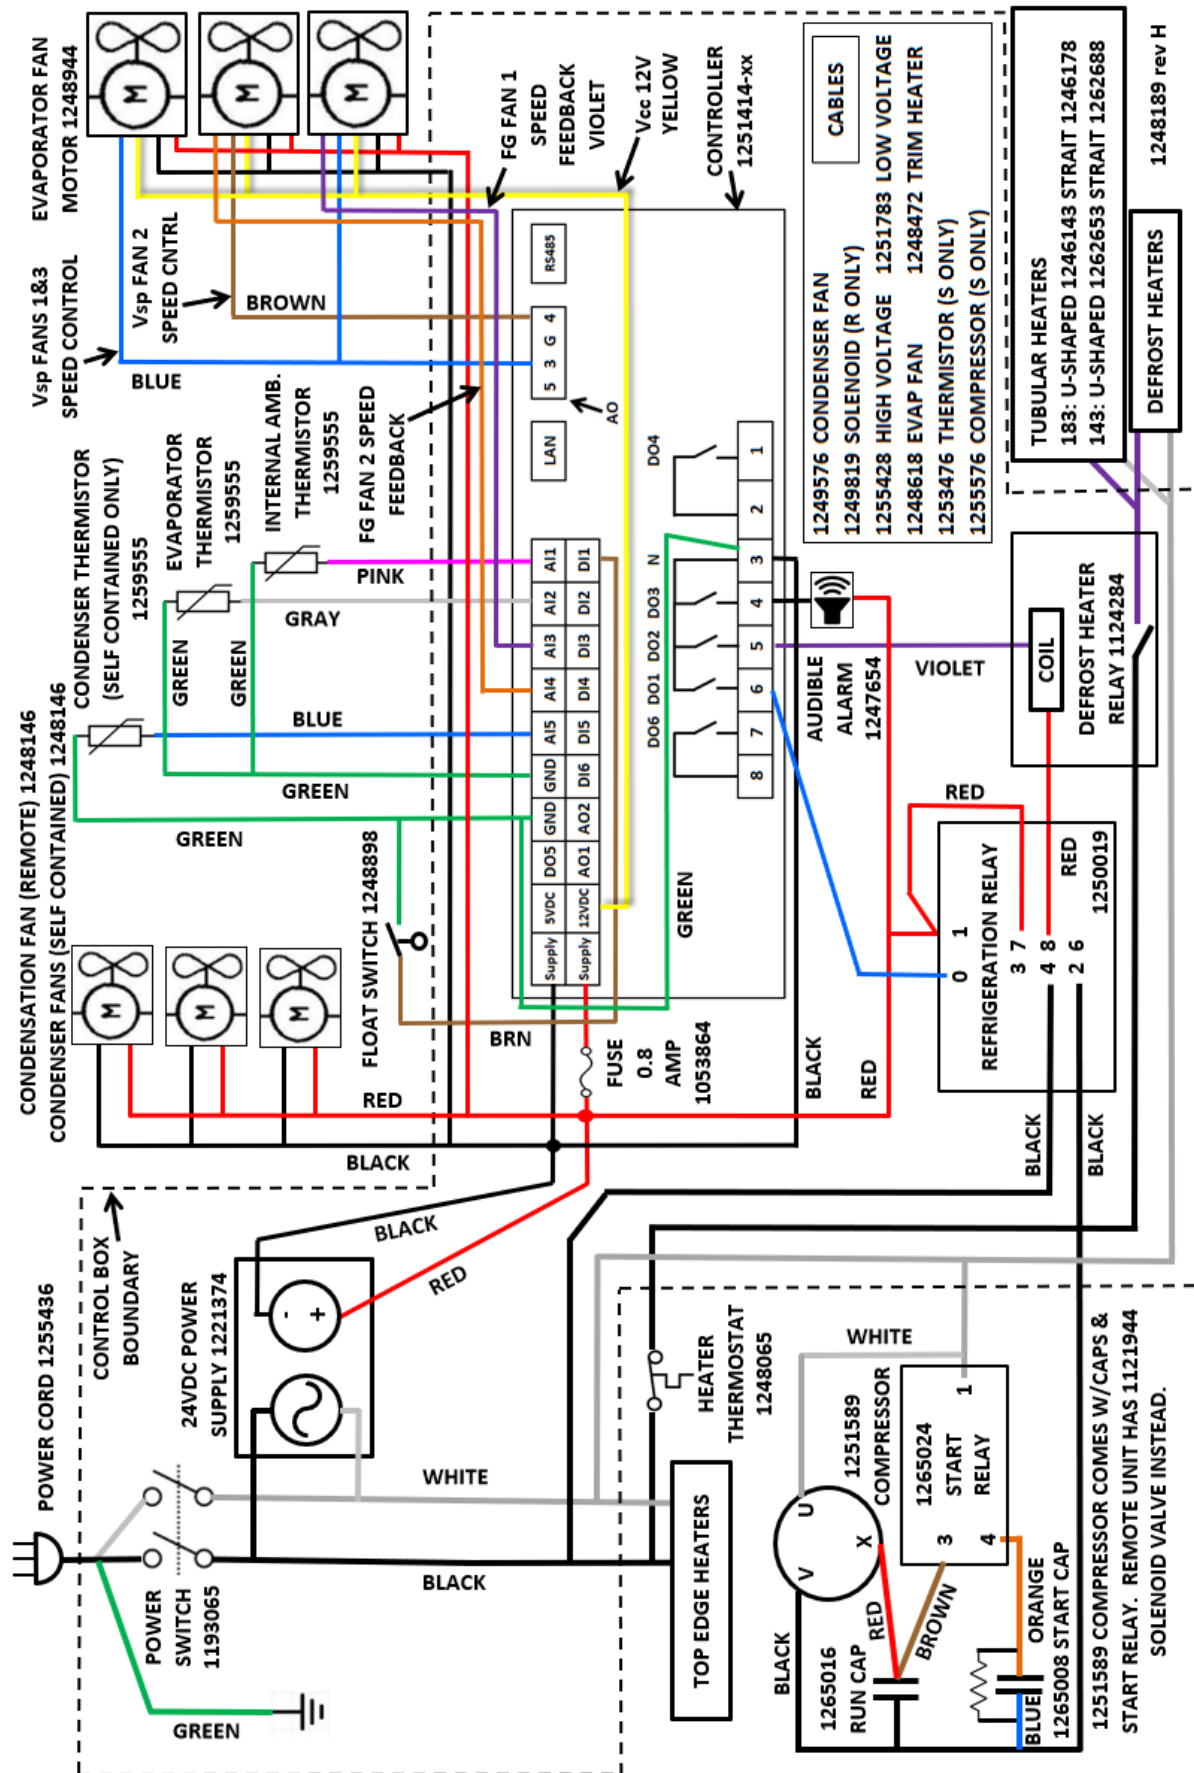 POWER CORD 1255436
CONTROL BOX
BOUNDARY
POWER
SWITCH
1193065
GREEN
24VDC POWER
SUPPLY 1221374
-
+
BLACK
RED
WHITE
BLACK
CONDENSATION FAN (REMOTE) 1248146
CONDENSER FANS (SELF CONTAINED) 1248146
M
M
M
RED
BLACK
CONDENSER THERMISTOR
(SELF CONTAINED ONLY)
1259555
EVAPORATOR
THERMISTOR
1259555
INTERNAL AMB.
THERMISTOR
1259555
GREEN
GREEN
BLUE
GREEN
GREEN
GRAY
PINK
FLOAT SWITCH 1248898
BRN
FG FAN 2 SPEED
FEEDBACK
Vsp FANS 1&3
SPEED CONTROL
Vsp FAN 2
SPEED CNTRL
BLUE
BROWN
EVAPORATOR FAN
MOTOR 1248944
M
M
M
FG FAN 1
SPEED
FEEDBACK
VIOLET
Vcc 12V
YELLOW
CONTROLLER
1251414-xx
Supply 5VDC DO5 GND GND AI5 AI4 AI3 AI2 AI1
Supply 12VDC AO1 AO2 DI6 DI5 DI4 DI3 DI2 DI1
LAN
5 3 G 4
RS485
AO
DO6 DO1 DO2 DO3 N DO4
8 7 6 5 4 3 2 1
GREEN
FUSE
0.8
AMP
1053864
BLACK
RED
AUDIBLE
ALARM
1247654
VIOLET
CABLES
1249576 CONDENSER FAN
1249819 SOLENOID (R ONLY)
1255428 HIGH VOLTAGE 1251783 LOW VOLTAGE
1248618 EVAP FAN 1248472 TRIM HEATER
1253476 THERMISTOR (S ONLY)
1255576 COMPRESSOR (S ONLY)
REFRIGERATION RELAY
0 1
3 7
4 8
2 6
1250019
RED
RED
BLACK
BLACK
COIL
DEFROST HEATER
RELAY 1124284
TUBULAR HEATERS
183: U-SHAPED 1246143 STRAIT 1246178
143: U-SHAPED 1262653 STRAIT 1262688
DEFROST HEATERS
1248189 rev H
TOP EDGE HEATERS
HEATER
THERMOSTAT
1248065
WHITE
1251589
COMPRESSOR
U
V
X
1265024
START
RELAY
1
3
4
BLACK
RED
BROWN
1265016
RUN CAP
ORANGE
BLUE
1265008 START CAP
1251589 COMPRESSOR COMES W/CAPS &
START RELAY. REMOTE UNIT HAS 1121944
SOLENOID VALVE INSTEAD.